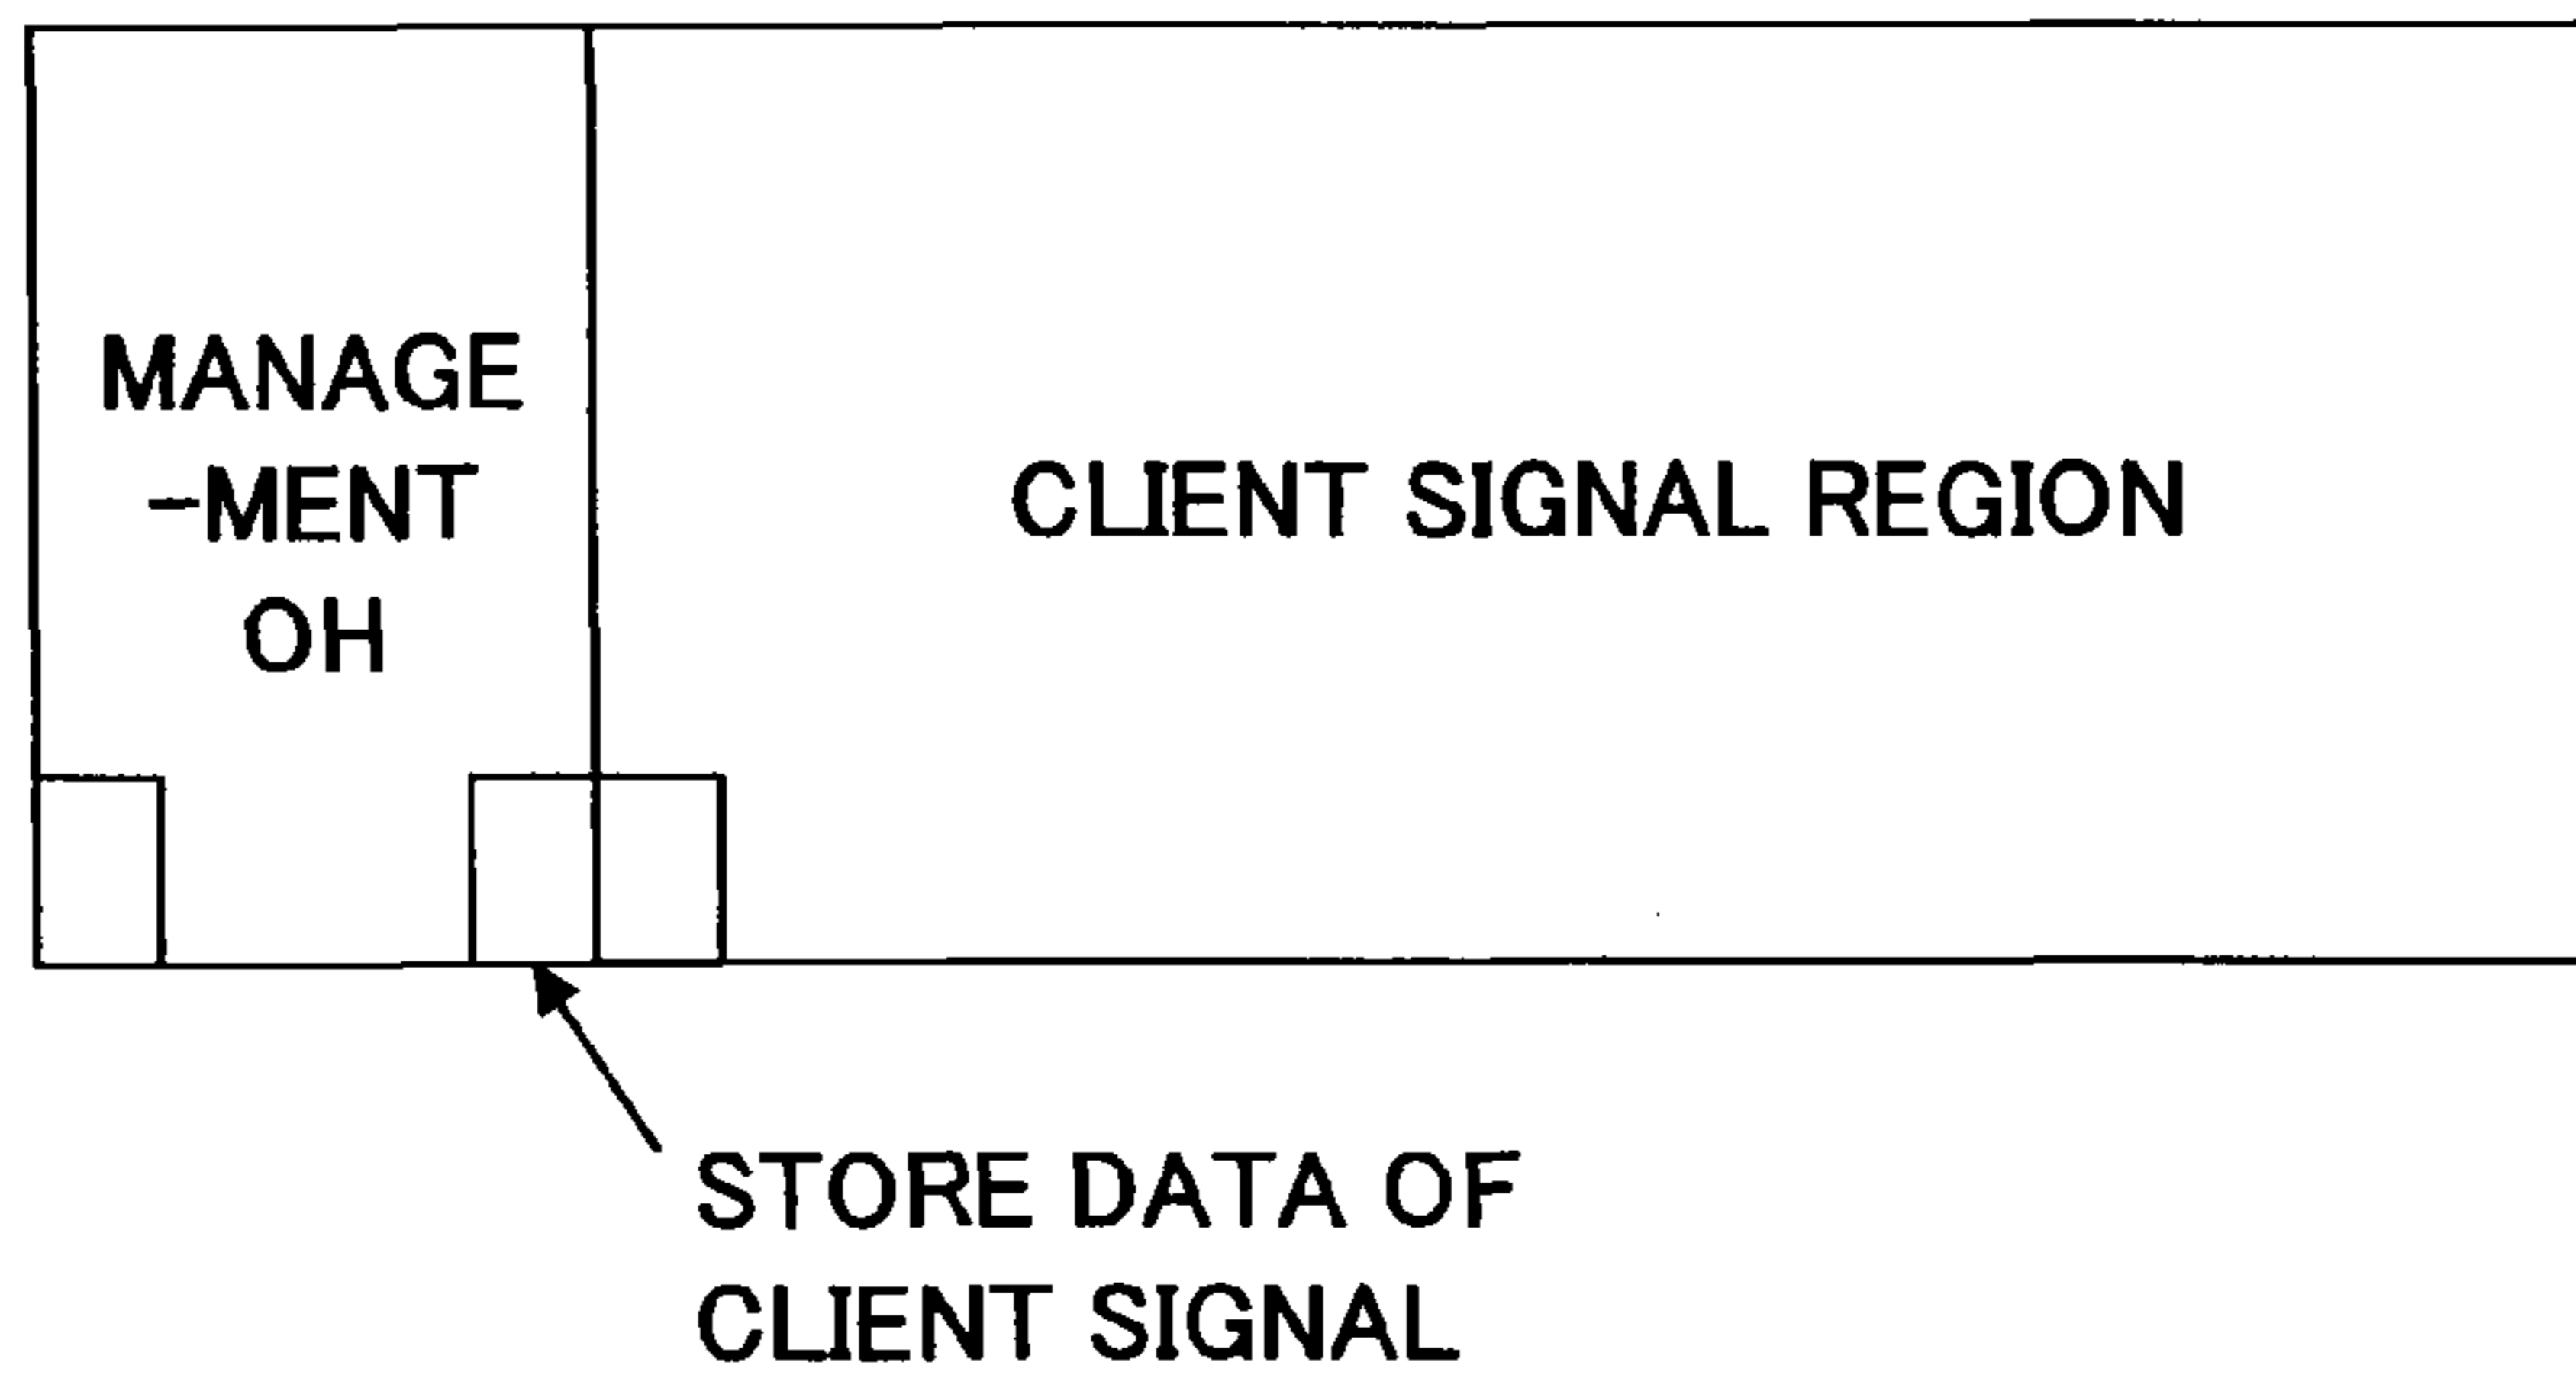 MANAGE
-MENT
OH
CLIENT SIGNAL REGION
STORE DATA OF
CLIENT SIGNAL